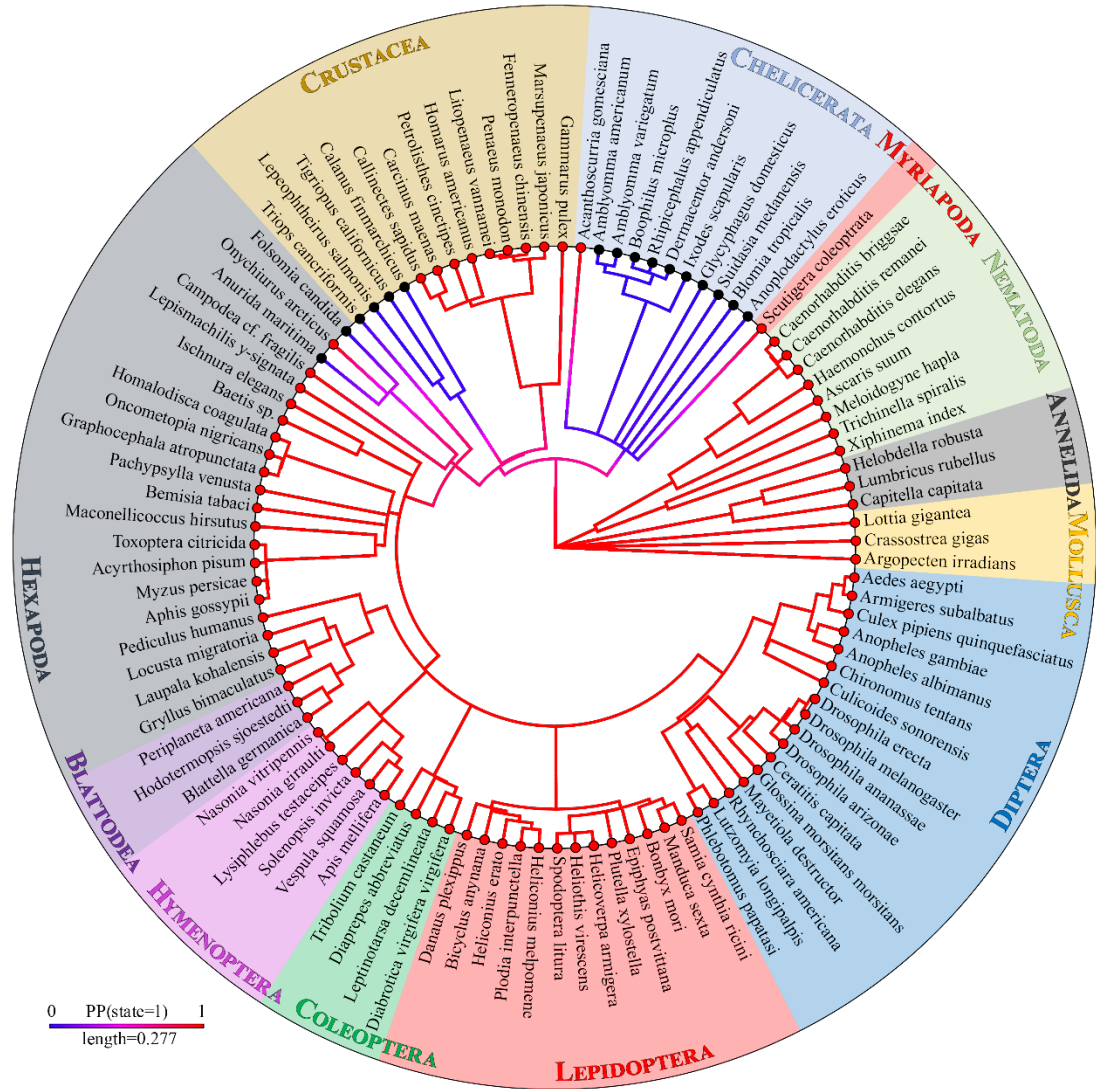 CRUSTACEA
CHELICERATA
MYRIAPODA
NEMATODA
ANNELIDA
MOLLUSCA
DIPTERA
LEPIDOPTERA
COLEOPTERA
HYMENOPTERA
BLATTODEA
HEXAPODA
Acanthoscurria gomesciana
Amblyomma americanum
Amblyomma variegatum
Boophilus microplus
Rhipicephalus appendiculatus
Dermacentor andersoni
Ixodes scapularis
Glycyphagus domesticus
Suidasia medanensis
Blomia tropicalis
Anoplodactylus eroticus
Scutigera coleoptrata
Caenorhabditis briggsae
Caenorhabditis remanei
Caenorhabditis elegans
Haemonchus contortus
Ascaris suum
Meloidogyne hapla
Trichinella spiralis
Xiphinema index
Helobdella robusta
Lumbricus rubellus
Capitella capitata
Lottia gigantea
Crassostrea gigas
Argopecten irradians
Aedes aegypti
Armigeres subalbatus
Culex pipiens quinquefasciatus
Anopheles gambiae
Anopheles albimanus
Chironomus tentans
Culicoides sonorensis
Drosophila erecta
Drosophila melanogaster
Drosophila ananassae
Drosophila arizonae
Ceratitis capitata
Glossina morsitans morsitans
Mayetiola destructor
Rhynchosciara americana
Lutzomyia longipalpis
Phlebotomus papatasi
Samia cynthia ricini
Manduca sexta
Bombyx mori
Epiphyas postvittana
Plutella xylostella
Helicoverpa armigera
Heliothis virescens
Spodoptera litura
Heliconius melpomene
Plodia interpunctella
Heliconius erato
Bicyclus anynana
Danaus plexippus
Diabrotica virgifera virgifera
Leptinotarsa decemlineata
Diaprepes abbreviatus
Tribolium castaneum
Apis mellifera
Vespula squamosa
Solenopsis invicta
Lysiphlebus testaceipes
Nasonia giraulti
Nasonia vitripennis
Blattella germanica
Hodotermopsis sjoestedti
Periplaneta americana
Gryllus bimaculatus
Laupala kohalensis
Locusta migratoria
Pediculus humanus
Aphis gossypii
Myzus persicae
Acyrthosiphon pisum
Toxoptera citricida
Maconellicoccus hirsutus
Bemisia tabaci
Pachypsylla venusta
Graphocephala atropunctata
Oncometopia nigricans
Homalodisca coagulata
Baetis sp.
Ischnura elegans
Lepismachilis y-signata
Campodea cf. fragilis
Anurida maritima
Onychiurus arcticus
Folsomia candida
Triops cancriformis
Lepeophtheirus salmonis
Tigriopus californicus
Calanus finmarchicus
Callinectes sapidus
Carcinus maenas
Petrolisthes cinctipes
Homarus americanus
Litopenaeus vannamei
Penaeus monodon
Fenneropenaeus chinensis
Marsupenaeus japonicus
Gammarus pulex
0 PP(state=1) 1
length=0.277